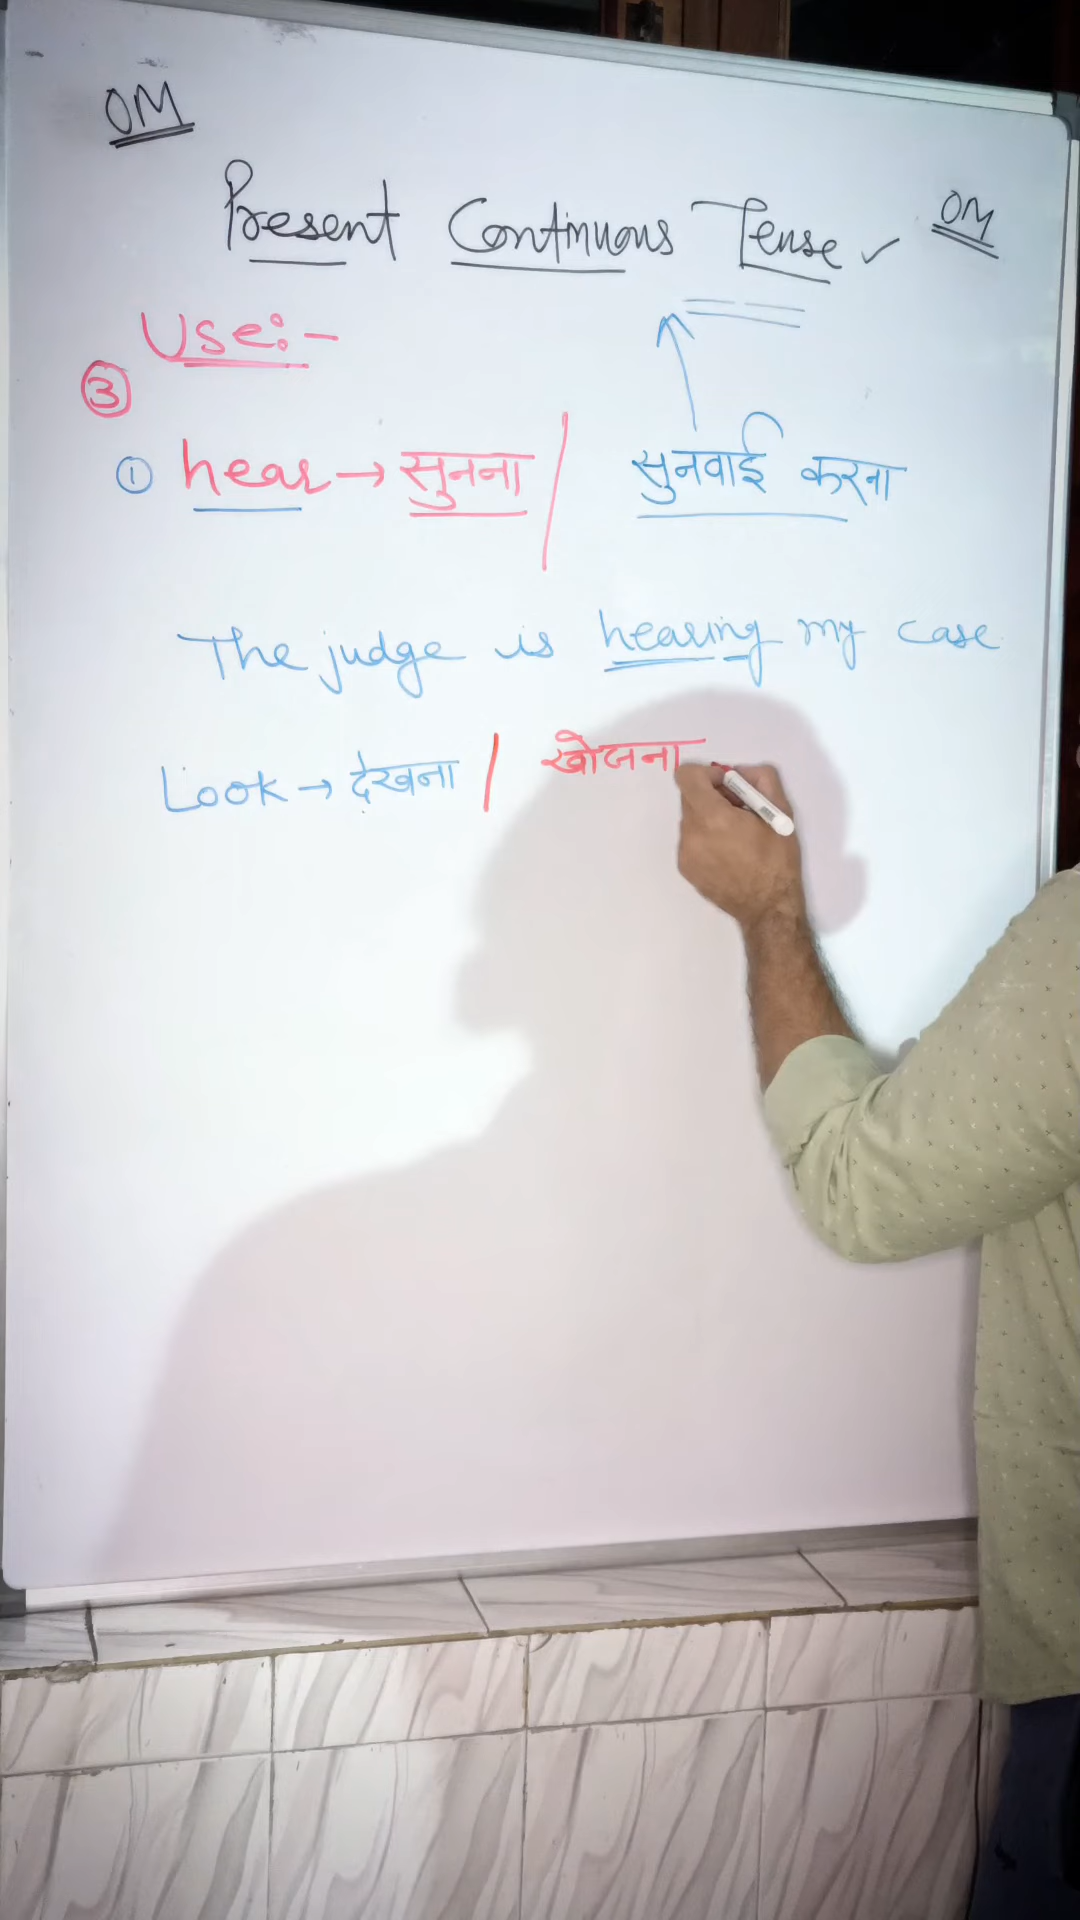 OM
Present Continuous Tense ✓ OM
Use:-
③
① hear → सुनना / सुनवाई करना
The judge is hearing my case
Look → देखना / खोजना